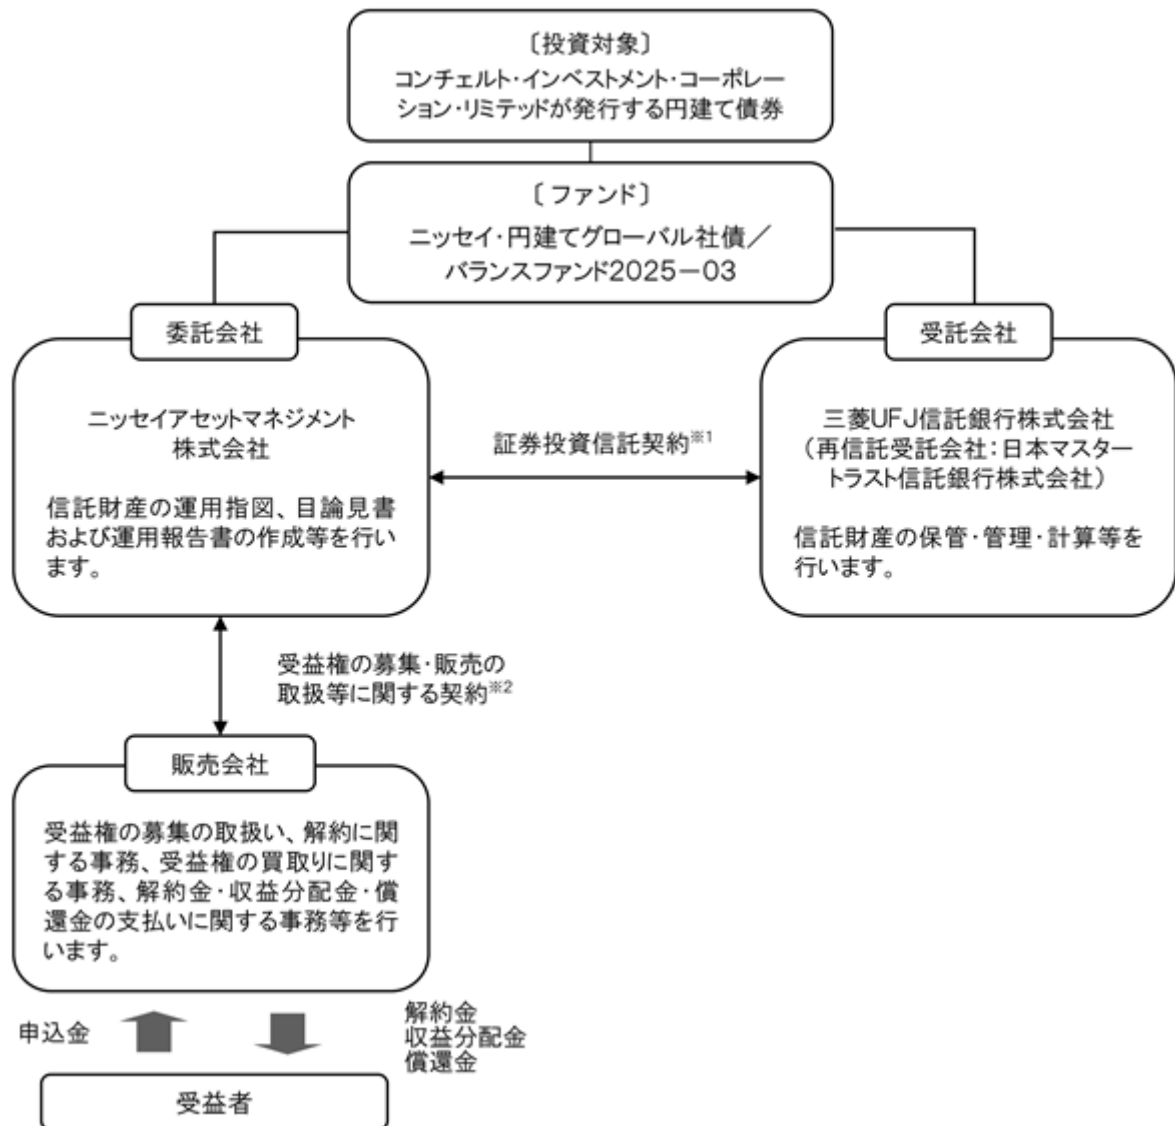 〔投資対象〕
コンチェルト・インベストメント・コーポレー
ション・リミテッドが発行する円建て債券
〔ファンド〕
ニッセイ・円建てグローバル社債／
バランスファンド2025－03
委託会社
ニッセイアセットマネジメント
株式会社
信託財産の運用指図、目論見書
および運用報告書の作成等を行い
ます。
証券投資信託契約※1
受託会社
三菱UFJ信託銀行株式会社
（再信託受託会社：日本マスター
トラスト信託銀行株式会社）
信託財産の保管・管理・計算等を
行います。
受益権の募集・販売の
取扱等に関する契約※2
販売会社
受益権の募集の取扱い、解約に関
する事務、受益権の買取りに関す
る事務、解約金・収益分配金・償
還金の支払いに関する事務等を行
います。
申込金
解約金
収益分配金
償還金
受益者